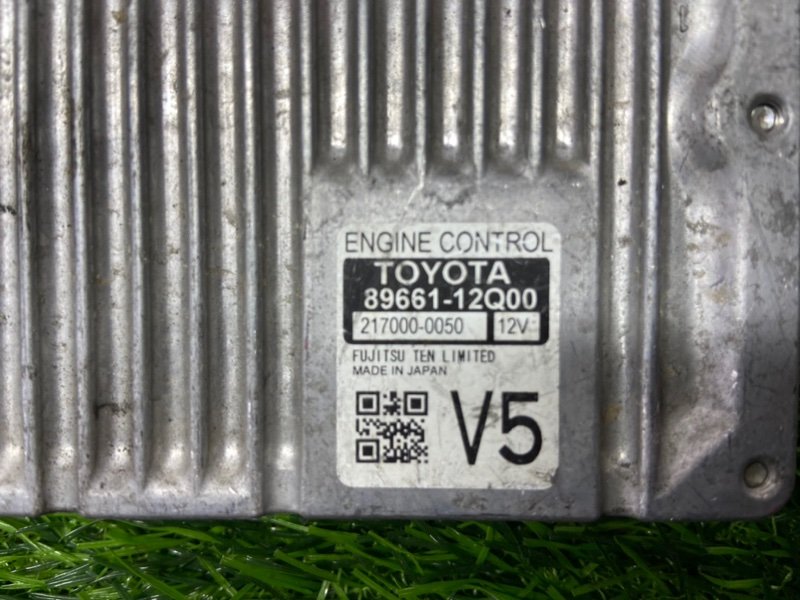 ENGINE CONTROL
TOYOTA
89661-12Q00
217000-0050 12V
FUJITSU TEN LIMITED
MADE IN JAPAN
V5